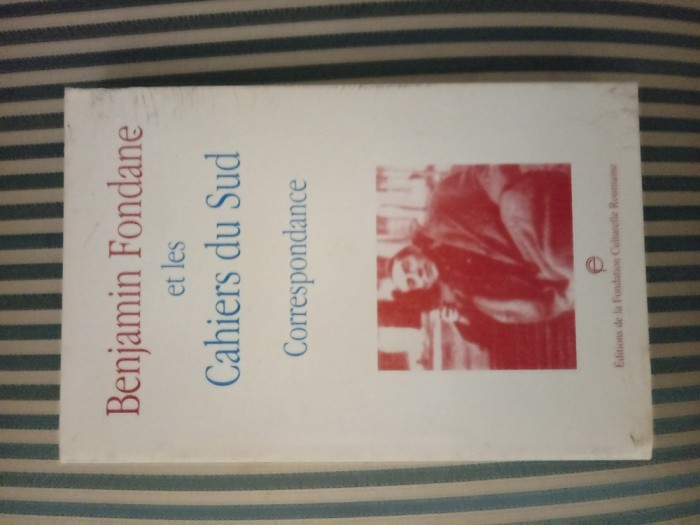 Benjamin Fondane
et les
Cahiers du Sud
Correspondance
Éditions de la Fondation Culturelle Roumaine